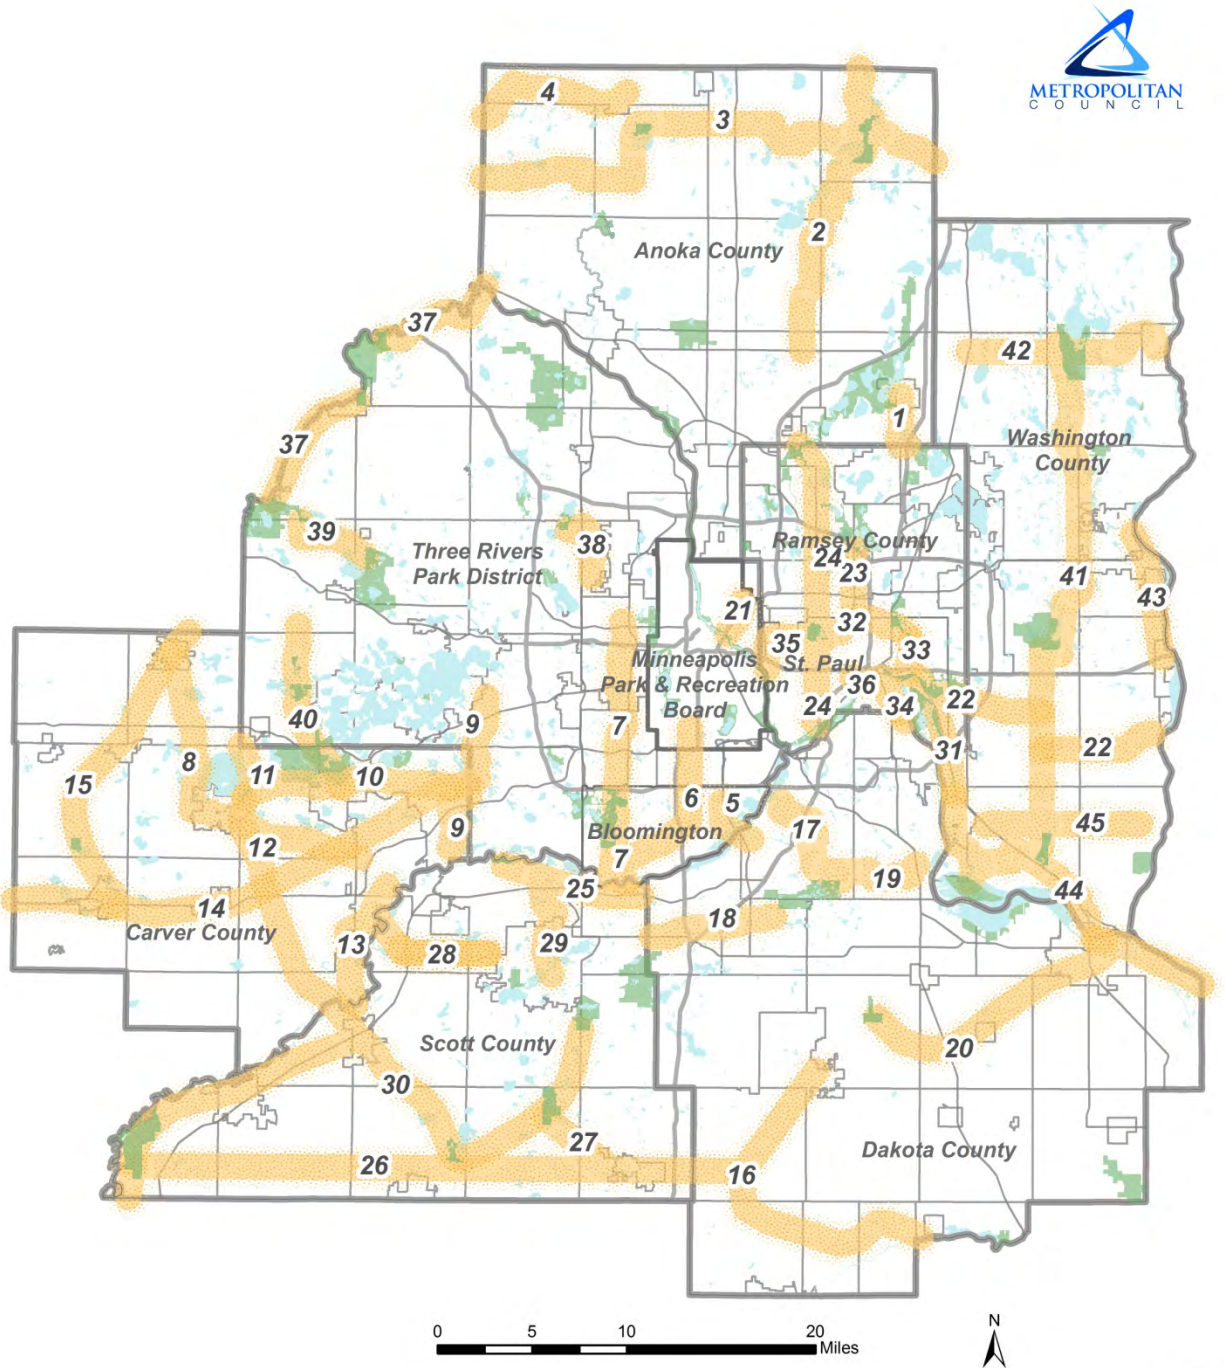 METROPOLITAN
COUNCIL
4
3
2
Anoka County
37
42
1
37
Washington
County
39
38
Three Rivers
Park District
Ramsey County
24
23
41
43
21
32
35
33
St. Paul
Minneapolis
Park & Recreation
Board
36
22
40
9
7
24
34
8
11
10
31
22
15
6
5
9
12
Bloomington
17
45
7
25
19
44
14
18
Carver County
13
28
29
Scott County
20
30
27
Dakota County
26
16
0 5 10 20
Miles
N